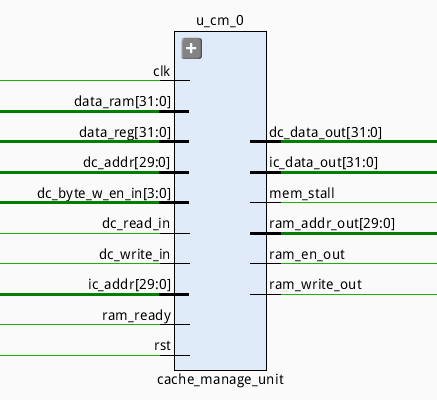 u_cm_0
+
clk
data_ram[31:0]
data_reg[31:0]
dc_addr[29:0]
dc_byte_w_en_in[3:0]
dc_read_in
dc_write_in
ic_addr[29:0]
ram_ready
rst
dc_data_out[31:0]
ic_data_out[31:0]
mem_stall
ram_addr_out[29:0]
ram_en_out
ram_write_out
cache_manage_unit